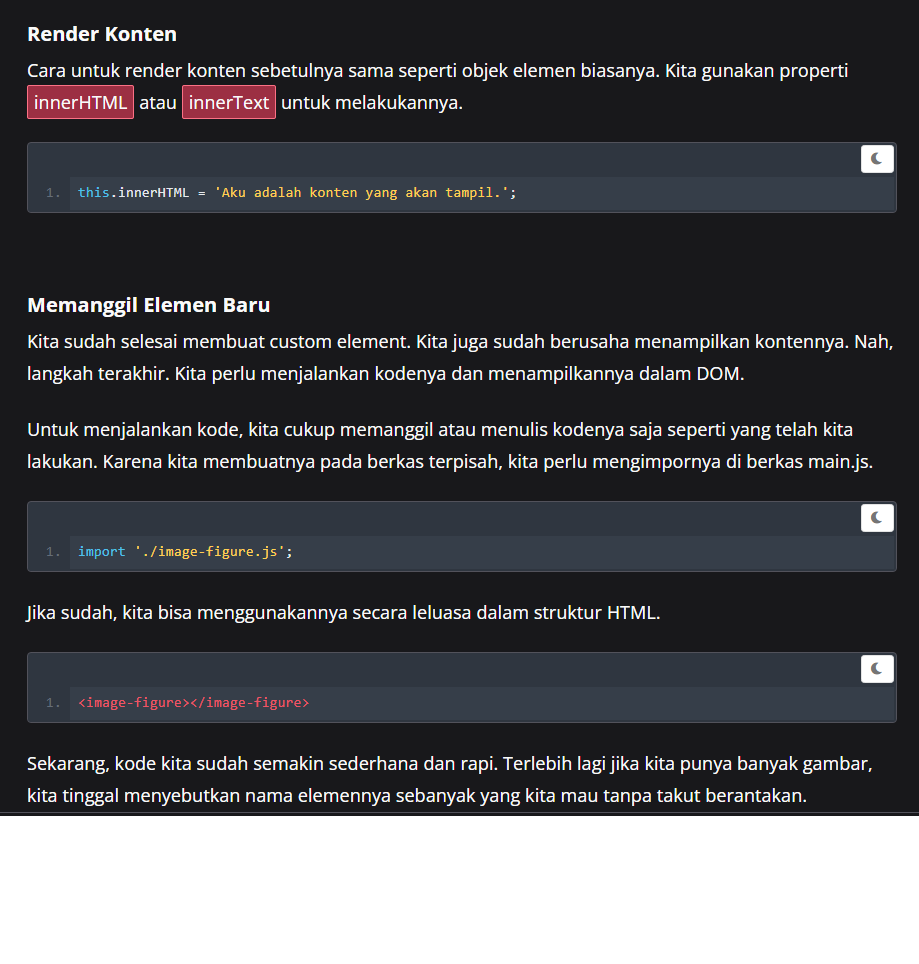 Render Konten
Cara untuk render konten sebetulnya sama seperti objek elemen biasanya. Kita gunakan properti
innerHTML atau innerText untuk melakukannya.
1. this.innerHTML = 'Aku adalah konten yang akan tampil.';
Memanggil Elemen Baru
Kita sudah selesai membuat custom element. Kita juga sudah berusaha menampilkan kontennya. Nah,
langkah terakhir. Kita perlu menjalankan kodenya dan menampilkannya dalam DOM.
Untuk menjalankan kode, kita cukup memanggil atau menulis kodenya saja seperti yang telah kita
lakukan. Karena kita membuatnya pada berkas terpisah, kita perlu mengimpornya di berkas main.js.
1. import './image-figure.js';
Jika sudah, kita bisa menggunakannya secara leluasa dalam struktur HTML.
1. <image-figure></image-figure>
Sekarang, kode kita sudah semakin sederhana dan rapi. Terlebih lagi jika kita punya banyak gambar,
kita tinggal menyebutkan nama elemennya sebanyak yang kita mau tanpa takut berantakan.